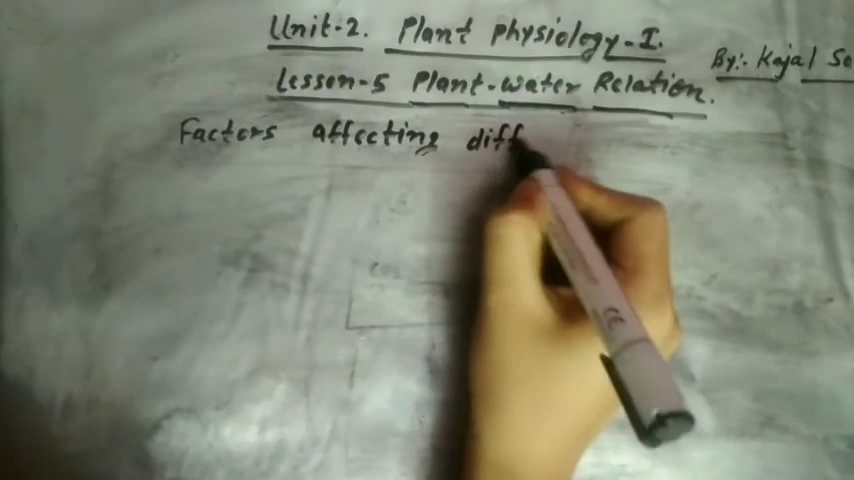 Unit-2. Plant physiology-I.
By:- Kajal
Lesson-5 Plant-water Relation.
Factors affecting diff